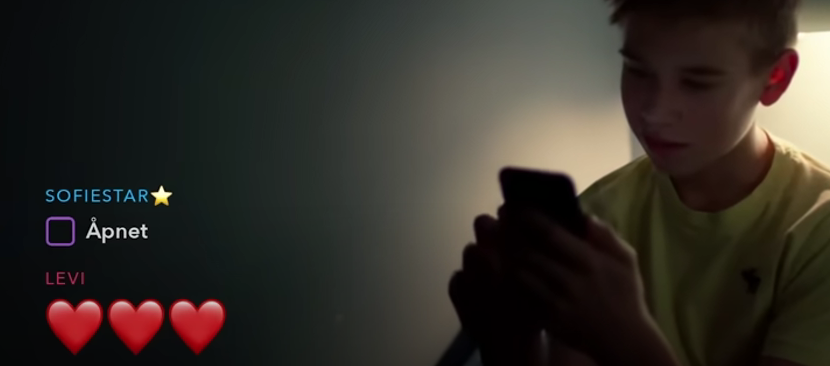 SOFIESTAR⭐
Åpnet
LEVI
❤️❤️❤️